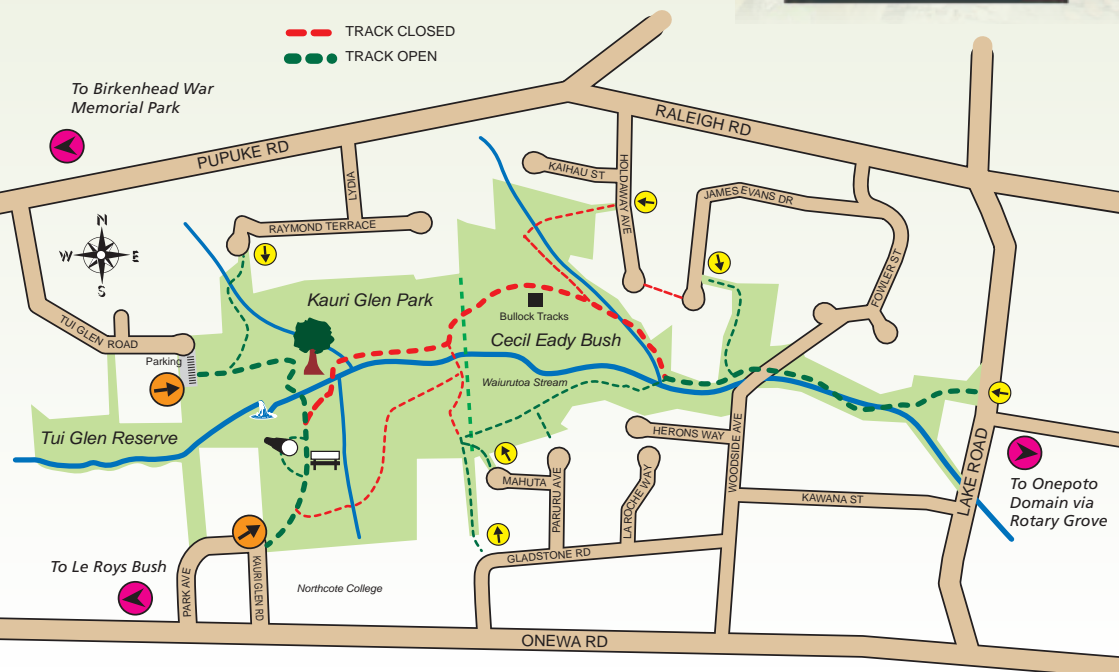 TRACK CLOSED
TRACK OPEN
To Birkenhead War
Memorial Park
PUPUKE RD
RALEIGH RD
LYDIA
KAIHAU ST
HOLDAWAY AVE
JAMES EVANS DR
RAYMOND TERRACE
N
W
E
S
FOWLER ST
Kauri Glen Park
Bullock Tracks
Cecil Eady Bush
TUI GLEN ROAD
Parking
Waiurutoa Stream
Tui Glen Reserve
HERONS WAY
WOODSIDE AVE
LAKE ROAD
MAHUTA
PARURU AVE
LA ROCHE WAY
KAWANA ST
To Onepoto
Domain via
Rotary Grove
GLADSTONE RD
To Le Roys Bush
PARK AVE
KAURI GLEN RD
Northcote College
ONEWA RD